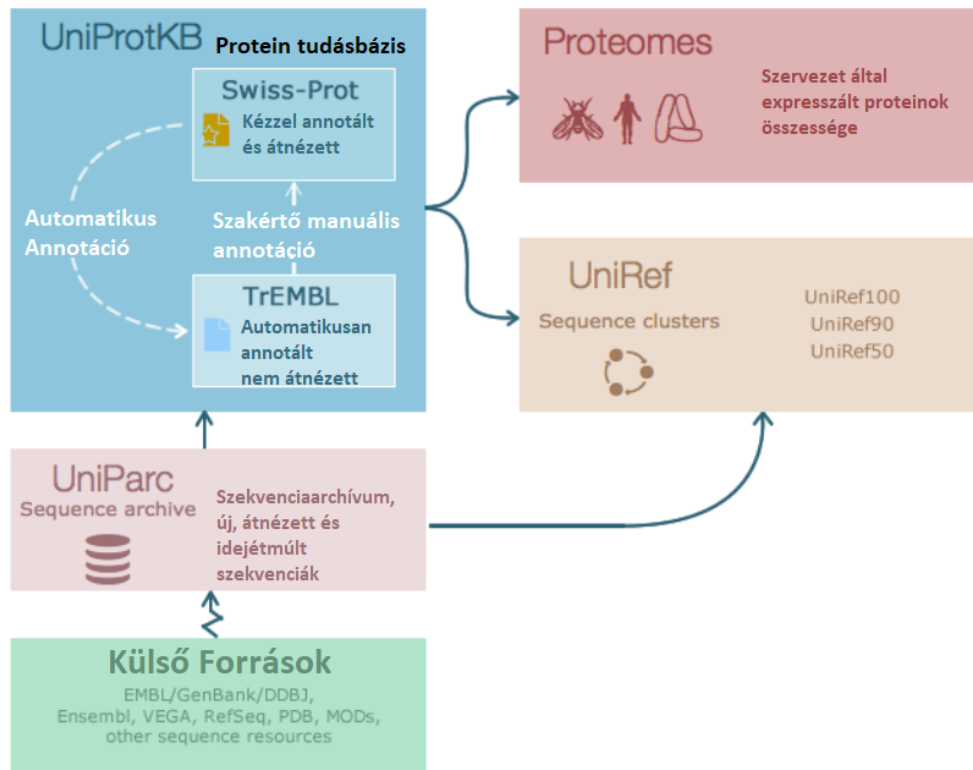 UniProtKB Protein tudásbázis
Swiss-Prot
Kézzel annotált
és átnézett
Automatikus
Annotáció
Szakértő manuális
annotáció
TrEMBL
Automatikusan
annotált
nem átnézett
Proteomes
Szervezet által
expresszált proteinok
összessége
UniRef
Sequence clusters
UniRef100
UniRef90
UniRef50
UniParc
Sequence archive
Szekvenciaarchívum,
új, átnézett és
idejétmúlt
szekvenciák
Külső Források
EMBL/GenBank/DDBJ,
Ensembl, VEGA, RefSeq, PDB, MODs,
other sequence resources